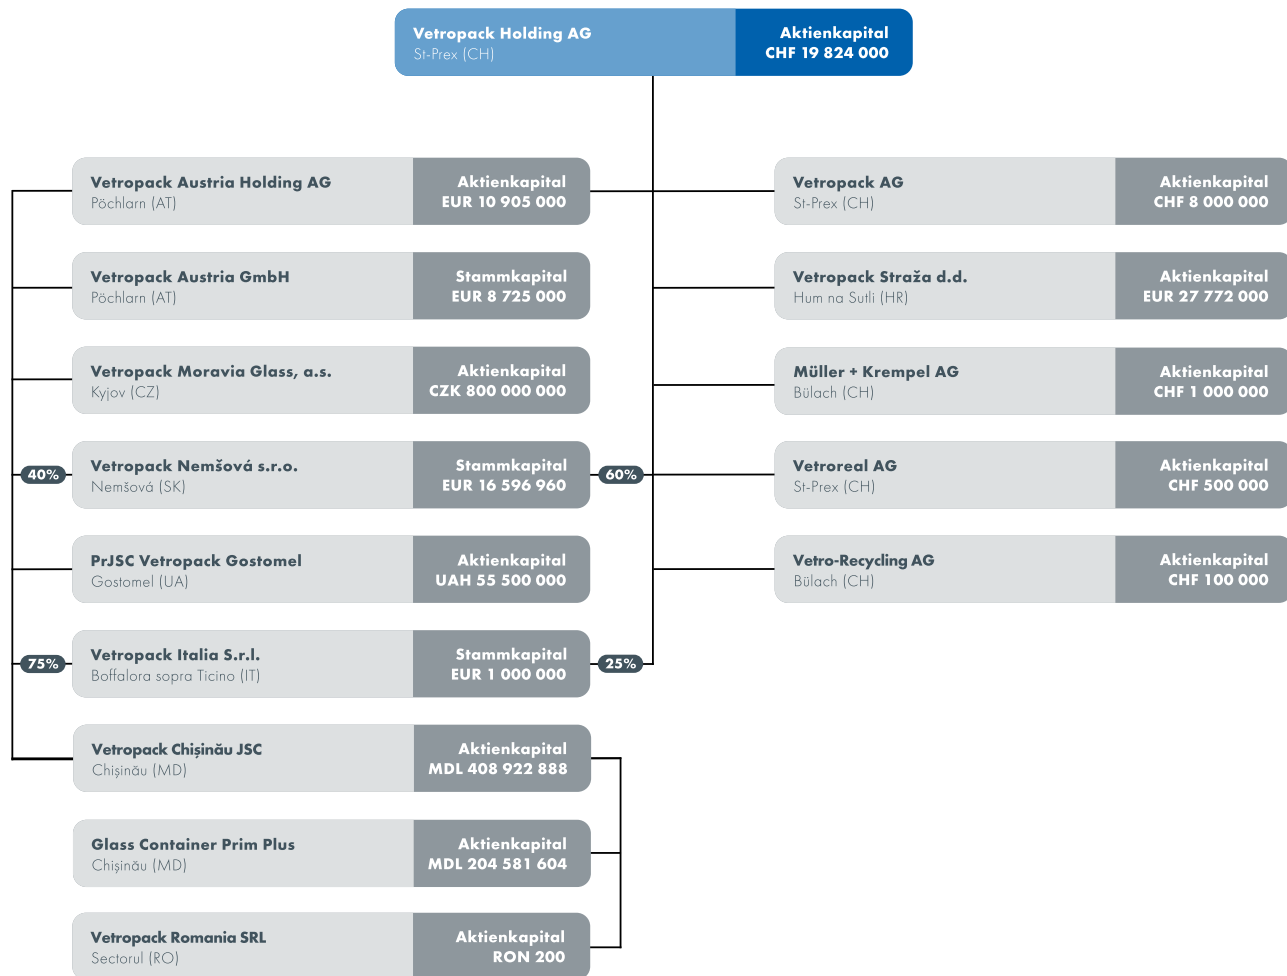 Vetropack Holding AG
St-Prex (CH)
Aktienkapital
CHF 19 824 000
Vetropack Austria Holding AG
Pöchlarn (AT)
Aktienkapital
EUR 10 905 000
Vetropack AG
St-Prex (CH)
Aktienkapital
CHF 8 000 000
Vetropack Austria GmbH
Pöchlarn (AT)
Stammkapital
EUR 8 725 000
Vetropack Straža d.d.
Hum na Sutli (HR)
Aktienkapital
EUR 27 772 000
Vetropack Moravia Glass, a.s.
Kyjov (CZ)
Aktienkapital
CZK 800 000 000
Müller + Krempel AG
Bülach (CH)
Aktienkapital
CHF 1 000 000
40%
Vetropack Nemšová s.r.o.
Nemšová (SK)
Stammkapital
EUR 16 596 960
60%
Vetroreal AG
St-Prex (CH)
Aktienkapital
CHF 500 000
PrJSC Vetropack Gostomel
Gostomel (UA)
Aktienkapital
UAH 55 500 000
Vetro-Recycling AG
Bülach (CH)
Aktienkapital
CHF 100 000
75%
Vetropack Italia S.r.l.
Boffalora sopra Ticino (IT)
Stammkapital
EUR 1 000 000
25%
Vetropack Chișinău JSC
Chișinău (MD)
Aktienkapital
MDL 408 922 888
Glass Container Prim Plus
Chișinău (MD)
Aktienkapital
MDL 204 581 604
Vetropack Romania SRL
Sectorul (RO)
Aktienkapital
RON 200